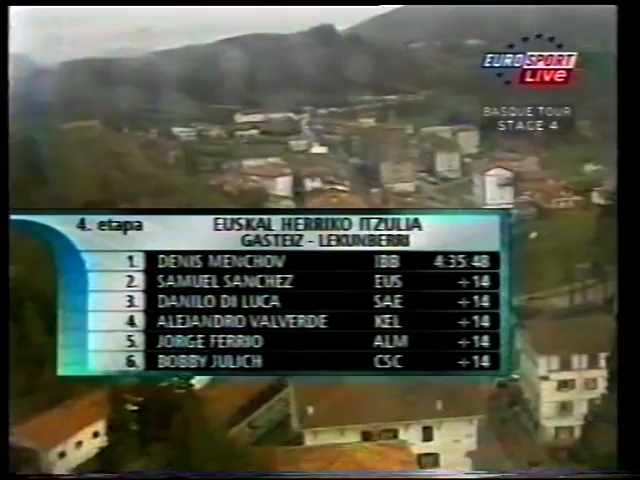 EUROSPORT
LIVE
BASQUE TOUR
STAGE 4
4. etapa EUSKAL HERRIKO ITZULIA
GASTEIZ - LEKUNBERRI
1. DENIS MENCHOV IBB 4:35.48
2. SAMUEL SANCHEZ EUS +14
3. DANILO DI LUCA SAE +14
4. ALEJANDRO VALVERDE KEL +14
5. JORGE FERRIO ALM +14
6. BOBBY JULICH CSC +14